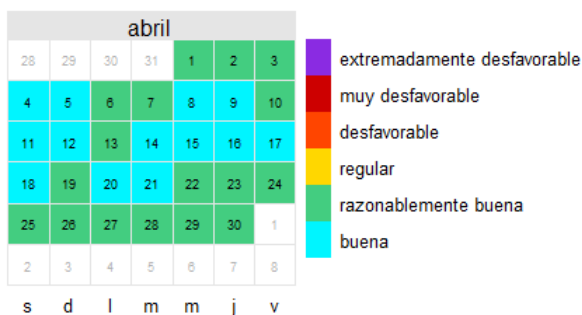 abril
28 29 30 31 1 2 3
4 5 6 7 8 9 10
11 12 13 14 15 16 17
18 19 20 21 22 23 24
25 26 27 28 29 30 1
2 3 4 5 6 7 8
s d l m m j v
extremadamente desfavorable
muy desfavorable
desfavorable
regular
razonablemente buena
buena